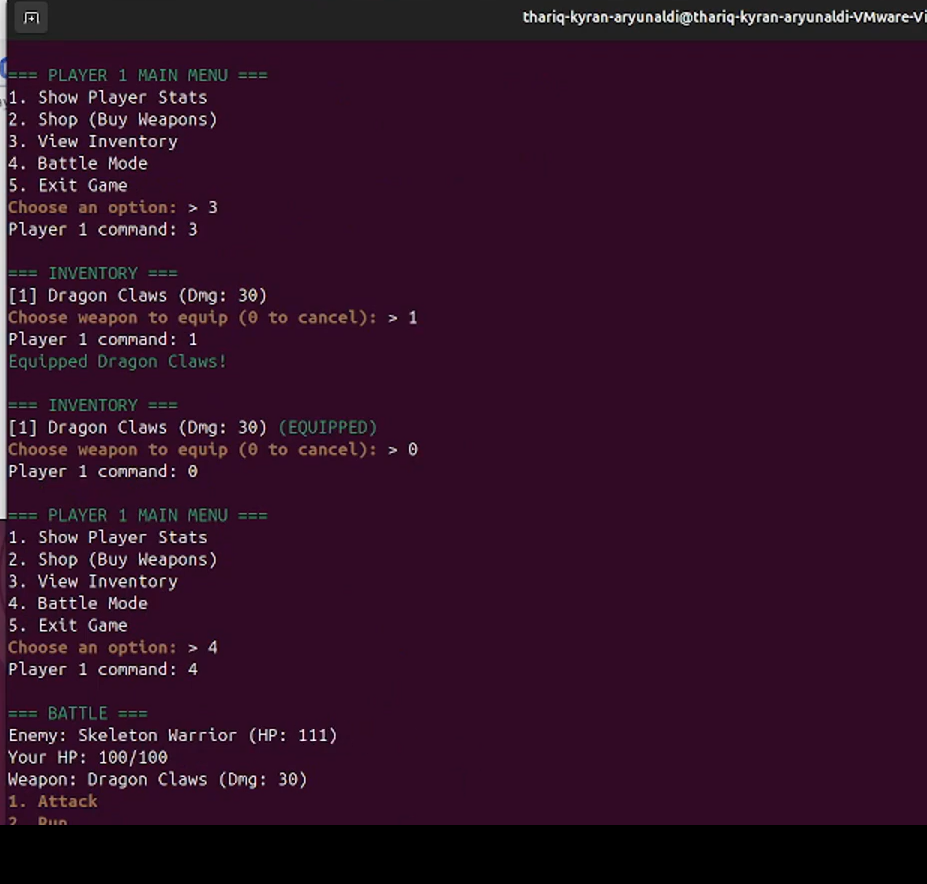 thariq-kyran-aryunaldi@thariq-kyran-aryunaldi-VMware-Vi
=== PLAYER 1 MAIN MENU ===
1. Show Player Stats
2. Shop (Buy Weapons)
3. View Inventory
4. Battle Mode
5. Exit Game
Choose an option: > 3
Player 1 command: 3
=== INVENTORY ===
[1] Dragon Claws (Dmg: 30)
Choose weapon to equip (0 to cancel): > 1
Player 1 command: 1
Equipped Dragon Claws!
=== INVENTORY ===
[1] Dragon Claws (Dmg: 30) (EQUIPPED)
Choose weapon to equip (0 to cancel): > 0
Player 1 command: 0
=== PLAYER 1 MAIN MENU ===
1. Show Player Stats
2. Shop (Buy Weapons)
3. View Inventory
4. Battle Mode
5. Exit Game
Choose an option: > 4
Player 1 command: 4
=== BATTLE ===
Enemy: Skeleton Warrior (HP: 111)
Your HP: 100/100
Weapon: Dragon Claws (Dmg: 30)
1. Attack
2. Run